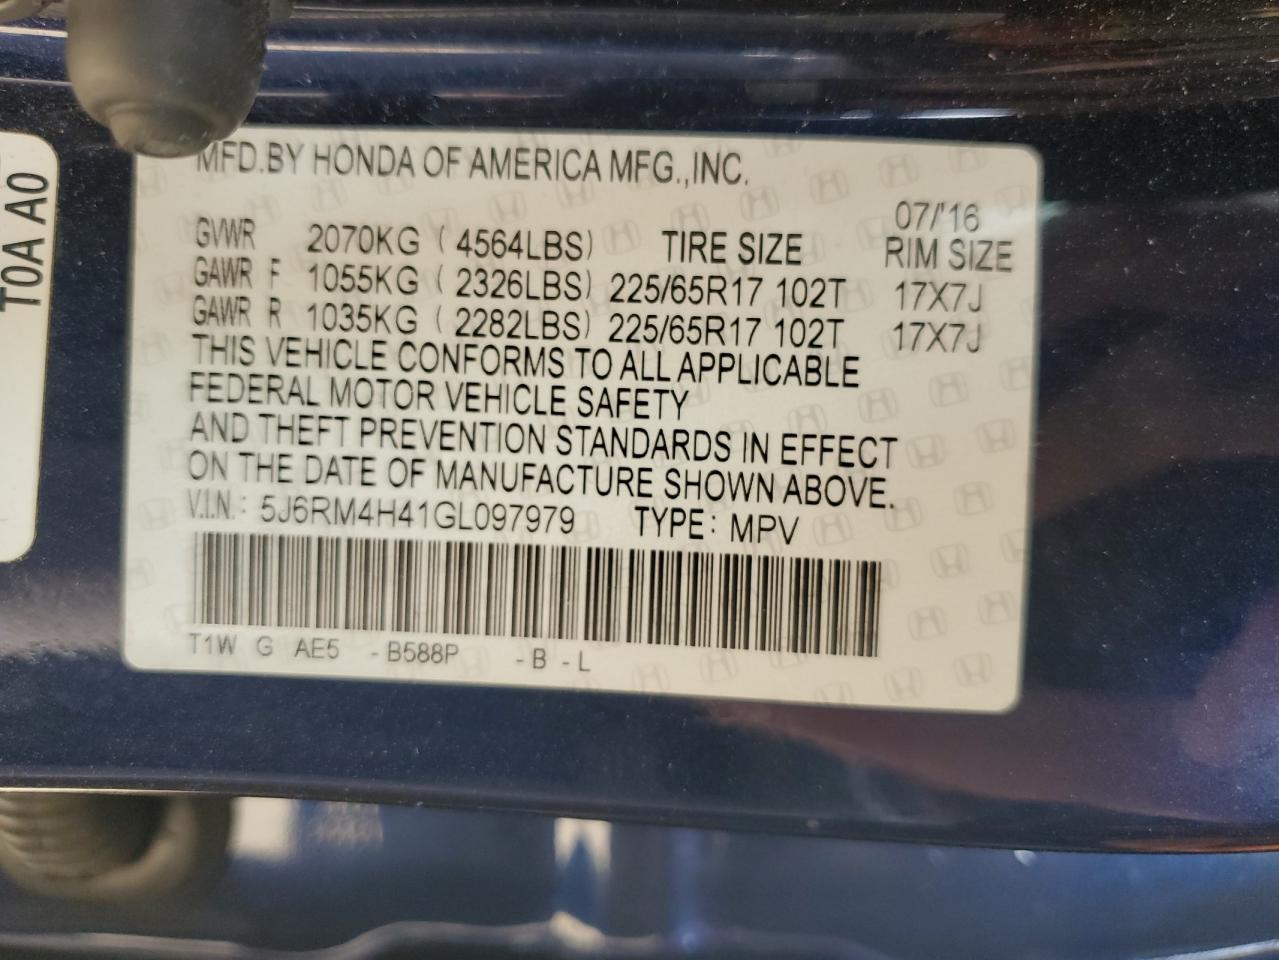 MFD.BY HONDA OF AMERICA MFG.,INC.
07/'16
GVWR 2070KG ( 4564LBS) TIRE SIZE RIM SIZE
GAWR F 1055KG ( 2326LBS) 225/65R17 102T 17X7J
GAWR R 1035KG ( 2282LBS) 225/65R17 102T 17X7J
THIS VEHICLE CONFORMS TO ALL APPLICABLE
FEDERAL MOTOR VEHICLE SAFETY
AND THEFT PREVENTION STANDARDS IN EFFECT
ON THE DATE OF MANUFACTURE SHOWN ABOVE.
V.I.N.: 5J6RM4H41GL097979 TYPE: MPV
T1W G AE5 -B588P -B -L
T0A A0